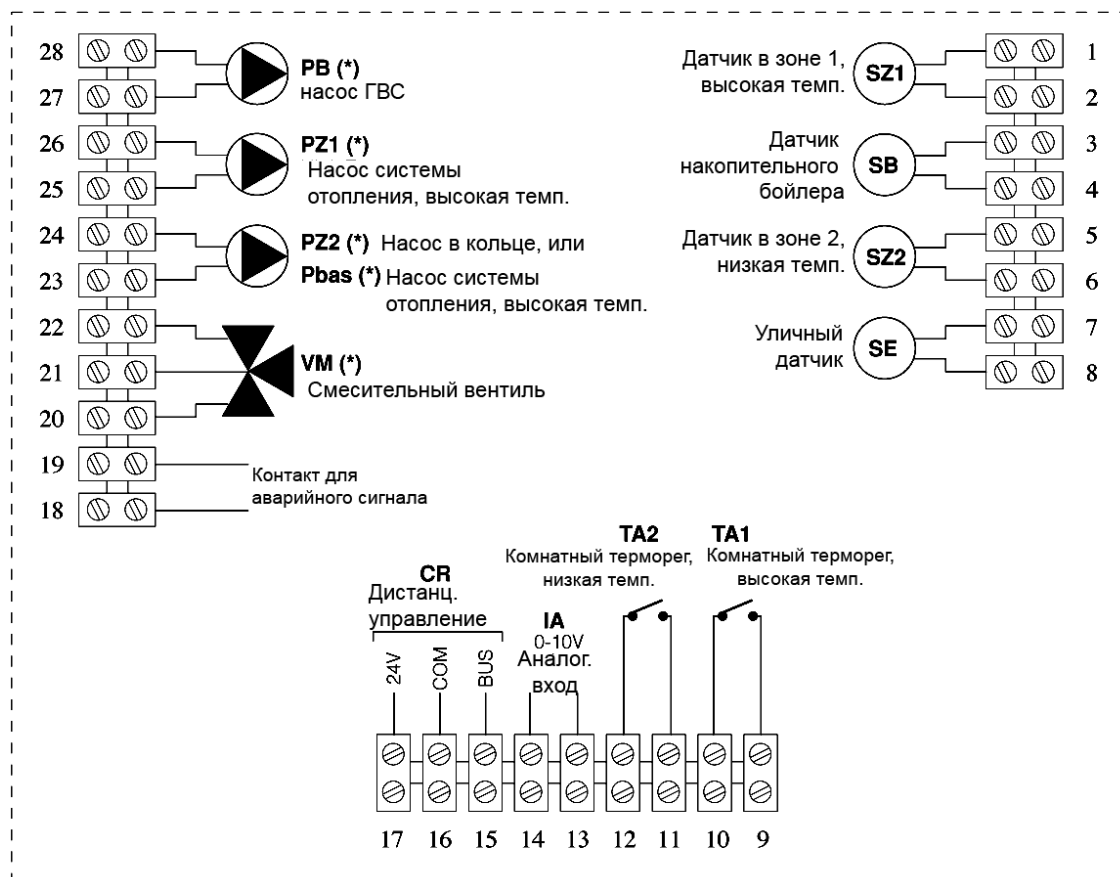 28
27
PB (*)
насос ГВС
26
25
PZ1 (*)
Насос системы
отопления, высокая темп.
24
23
PZ2 (*) Насос в кольце, или
Pbas (*) Насос системы
отопления, высокая темп.
22
21
20
VM (*)
Смесительный вентиль
19
18
Контакт для
аварийного сигнала
Датчик в зоне 1,
высокая темп.
SZ1
1
2
Датчик
накопительного
бойлера
SB
3
4
Датчик в зоне 2,
низкая темп.
SZ2
5
6
Уличный
датчик
SE
7
8
CR
Дистанц.
управление
24V
COM
BUS
IA
0-10V
Аналог.
вход
TA2
Комнатный терморег,
низкая темп.
TA1
Комнатный терморег,
высокая темп.
17 16 15 14 13 12 11 10 9